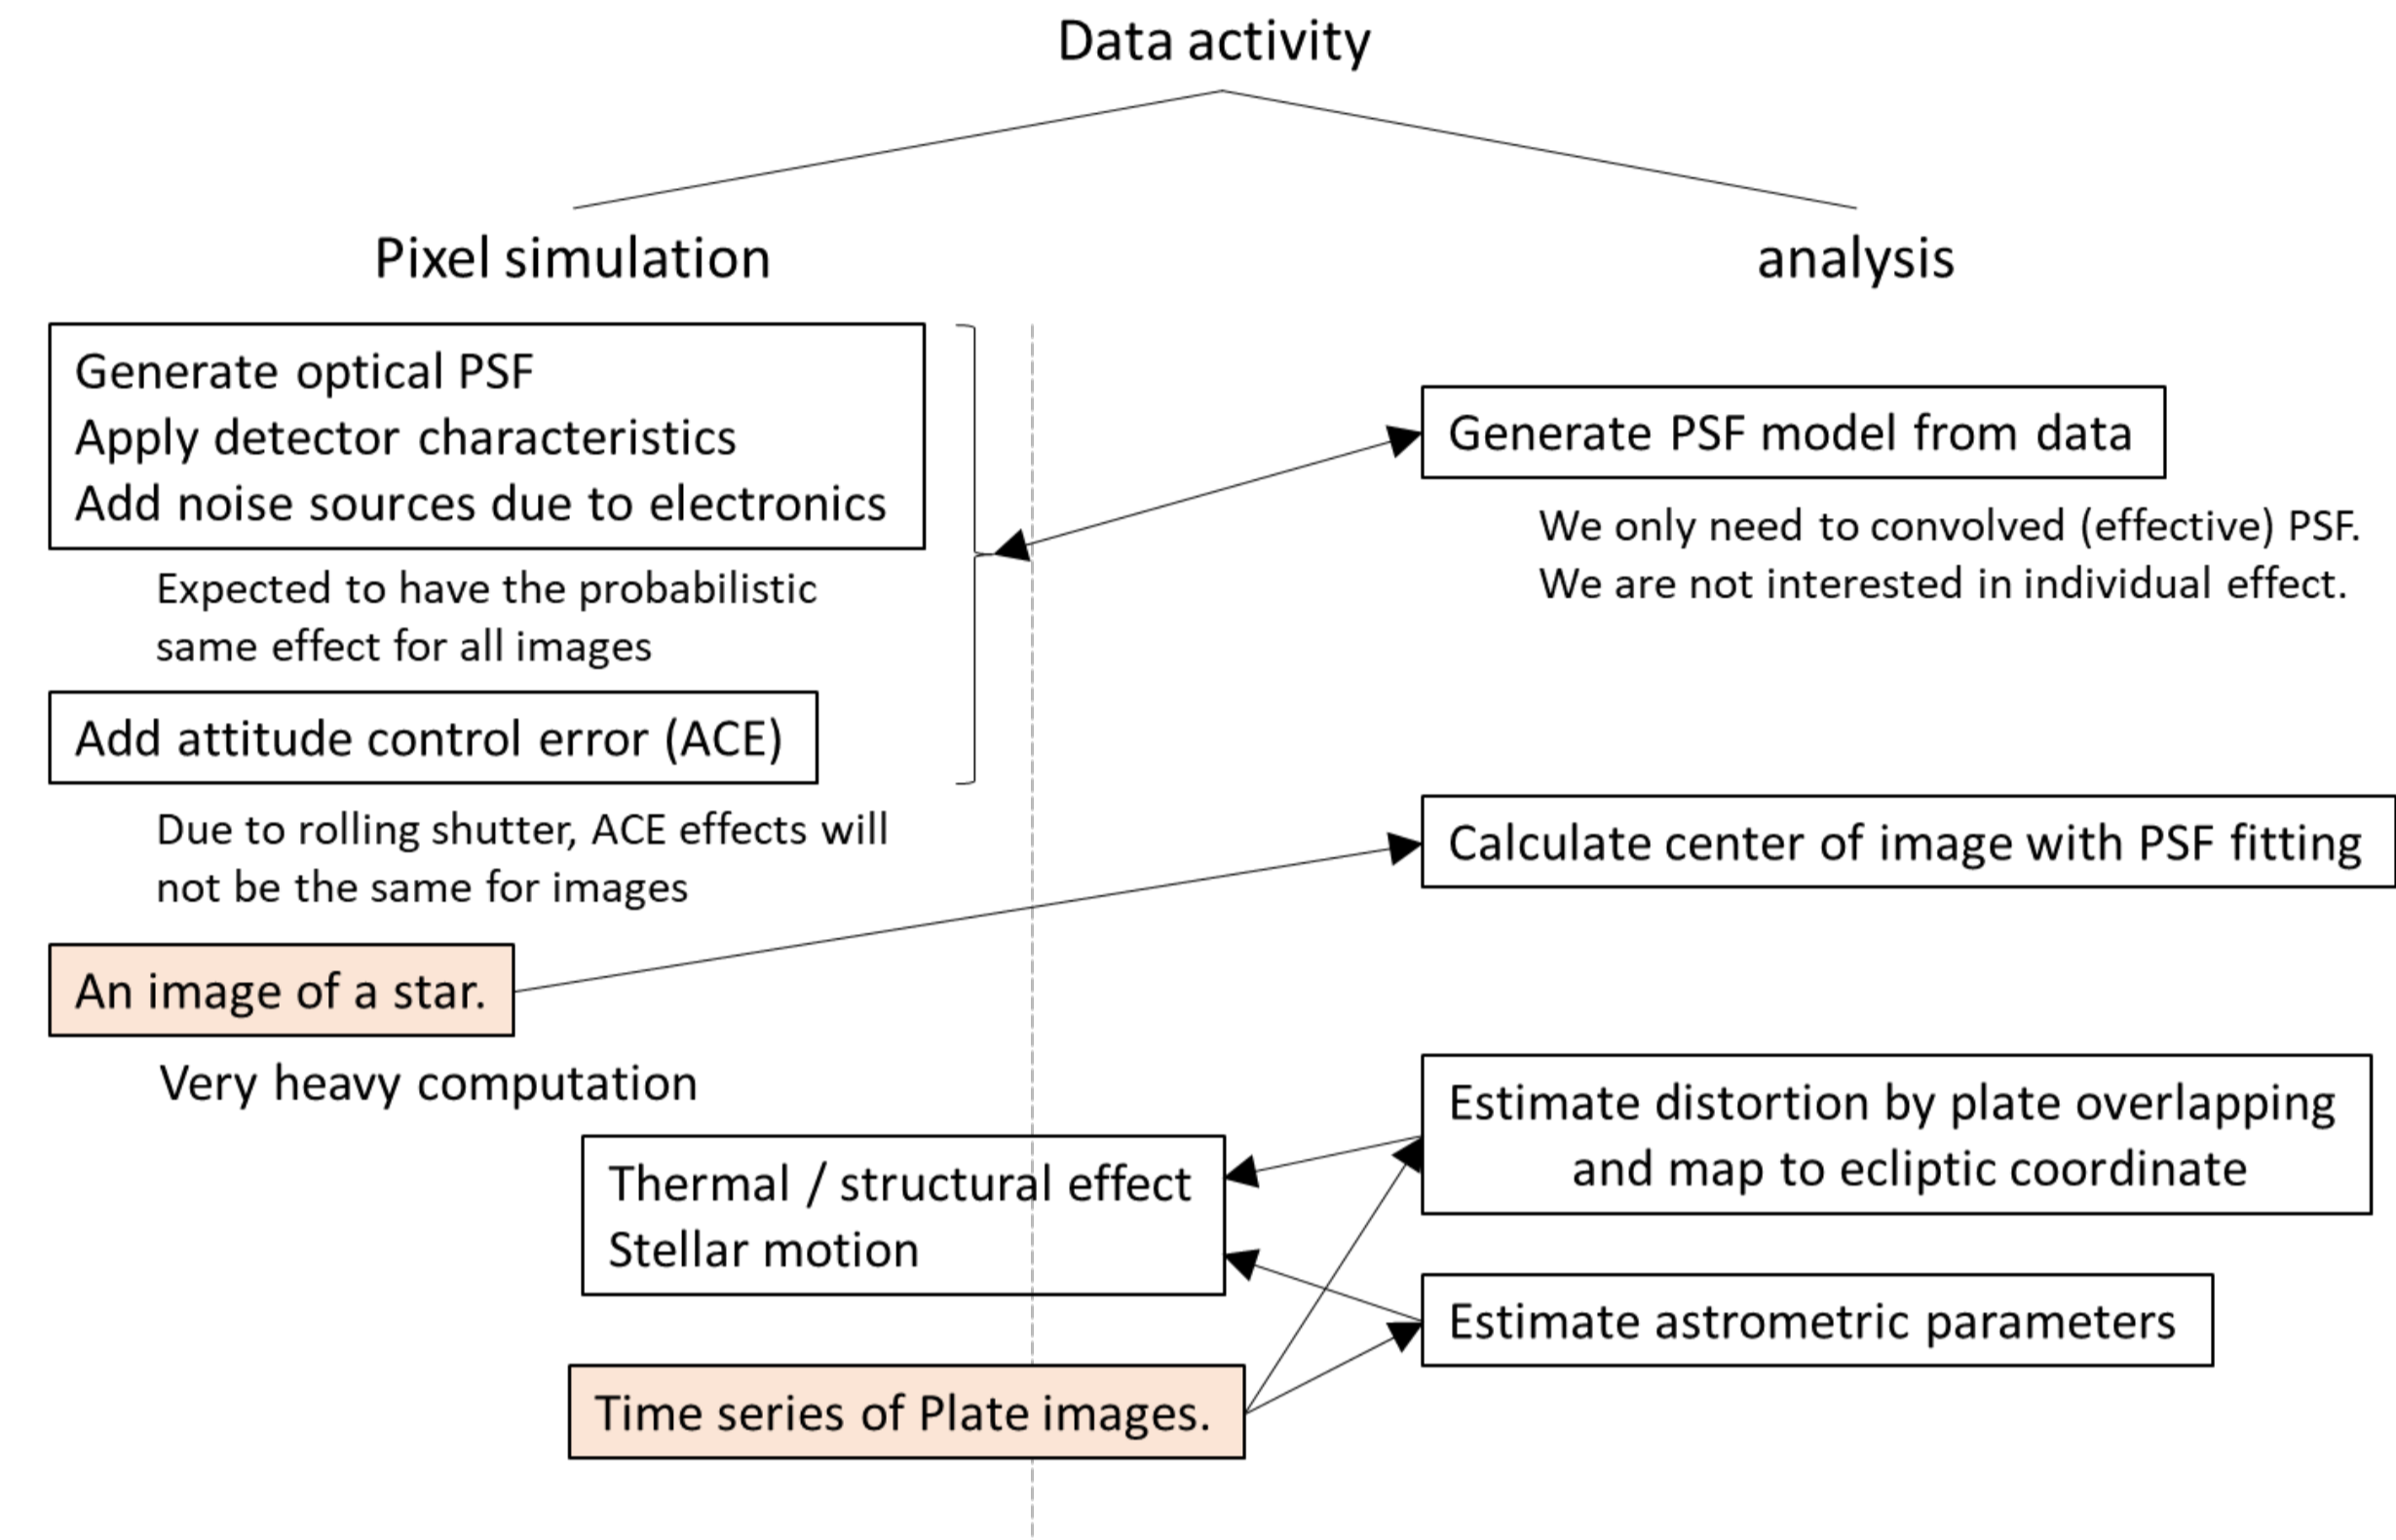 Data activity
Pixel simulation
analysis
Generate optical PSF
Apply detector characteristics
Add noise sources due to electronics
Expected to have the probabilistic
same effect for all images
Add attitude control error (ACE)
Due to rolling shutter, ACE effects will
not be the same for images
An image of a star.
Very heavy computation
Thermal / structural effect
Stellar motion
Time series of Plate images.
Generate PSF model from data
We only need to convolved (effective) PSF.
We are not interested in individual effect.
Calculate center of image with PSF fitting
Estimate distortion by plate overlapping
and map to ecliptic coordinate
Estimate astrometric parameters